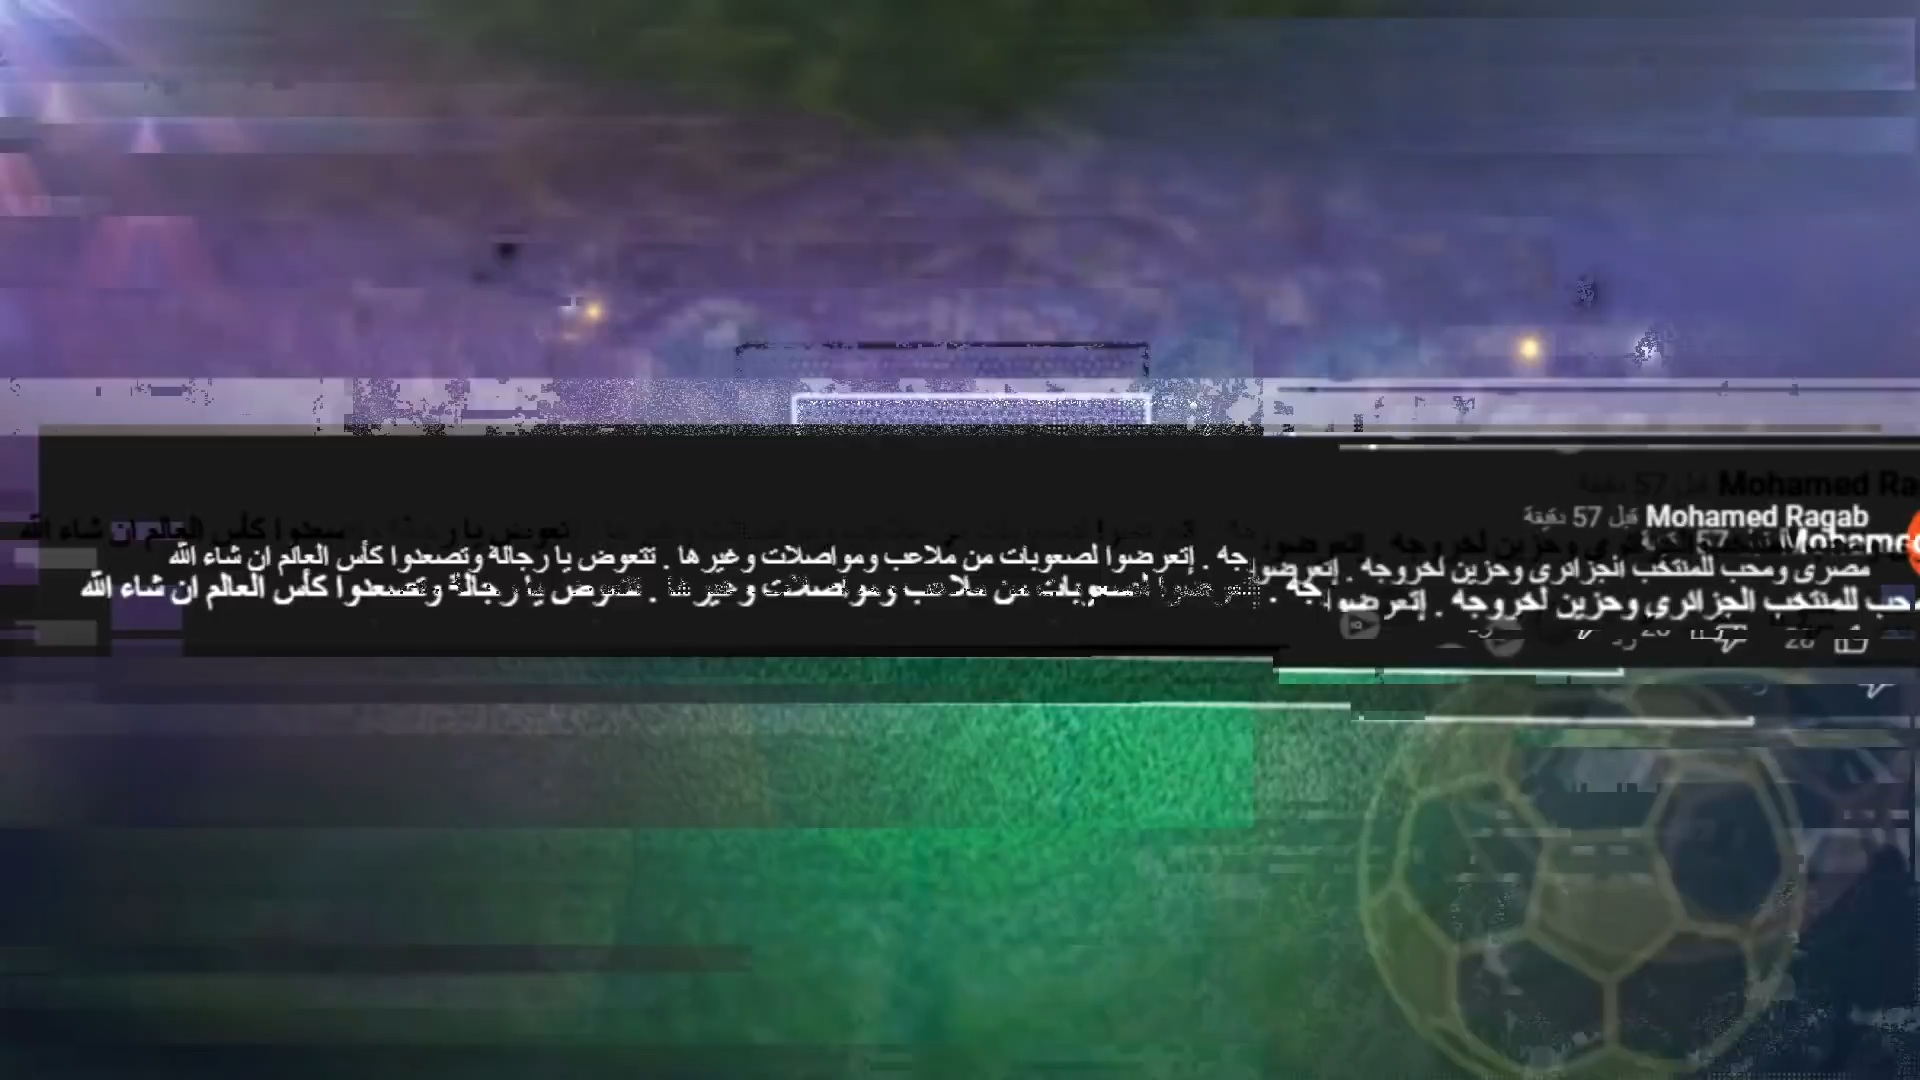 Mohamed Ragab قبل 57 دقيقة
مصرى ومحب للمنتخب الجزائرى وحزين لخروجه . إتعرضوا لصعوبات من ملاعب ومواصلات وغيرها . تتعوض يا رجالة وتصعدوا كأس العالم ان شاء الله
28